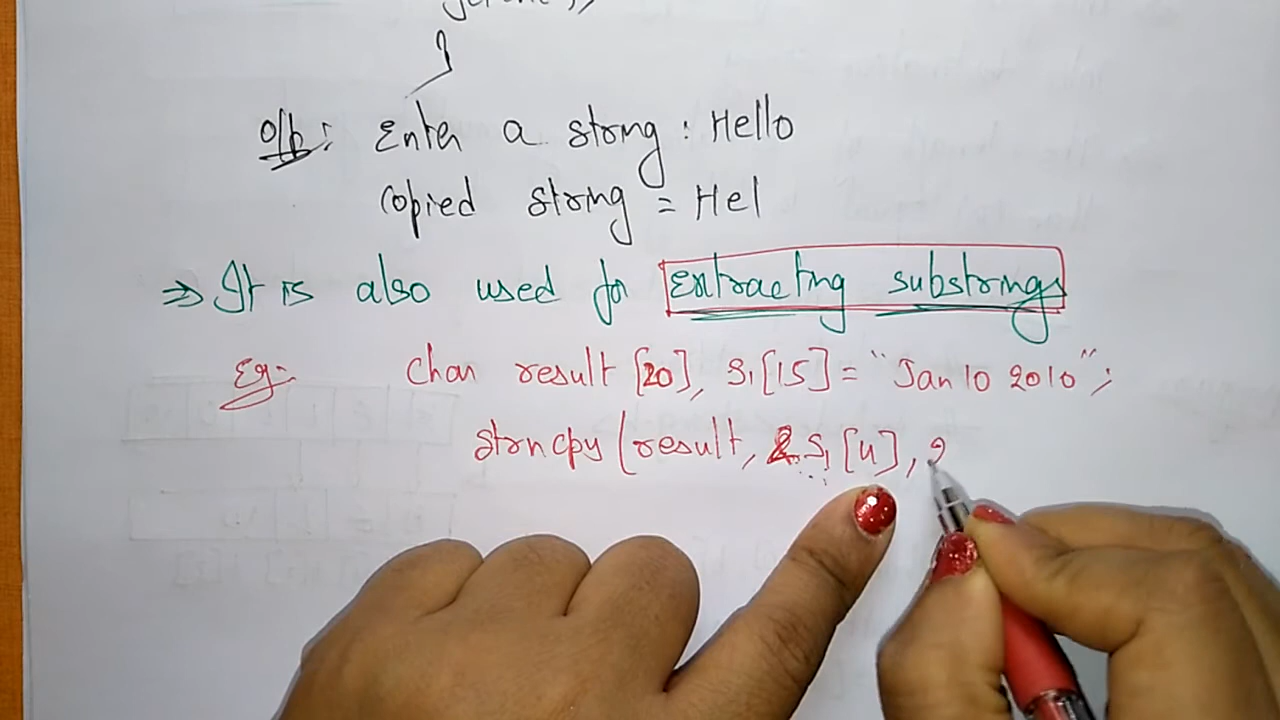 }
O/p: Enter a string: Hello
Copied string = Hel
⇒ It is also used for extracting substrings
Eg:- Char result [20], S1[15] = "Jan 10 2010";
strncpy (result, &S1[4], 2